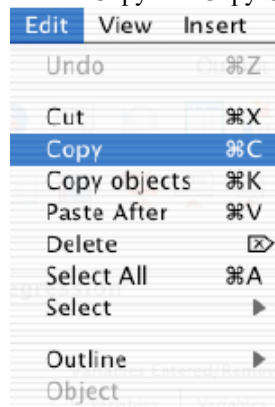 Edit View Insert
Undo ⌘Z
Cut ⌘X
Copy ⌘C
Copy objects ⌘K
Paste After ⌘V
Delete ⌦
Select All ⌘A
Select ▶
Outline ▶
Object